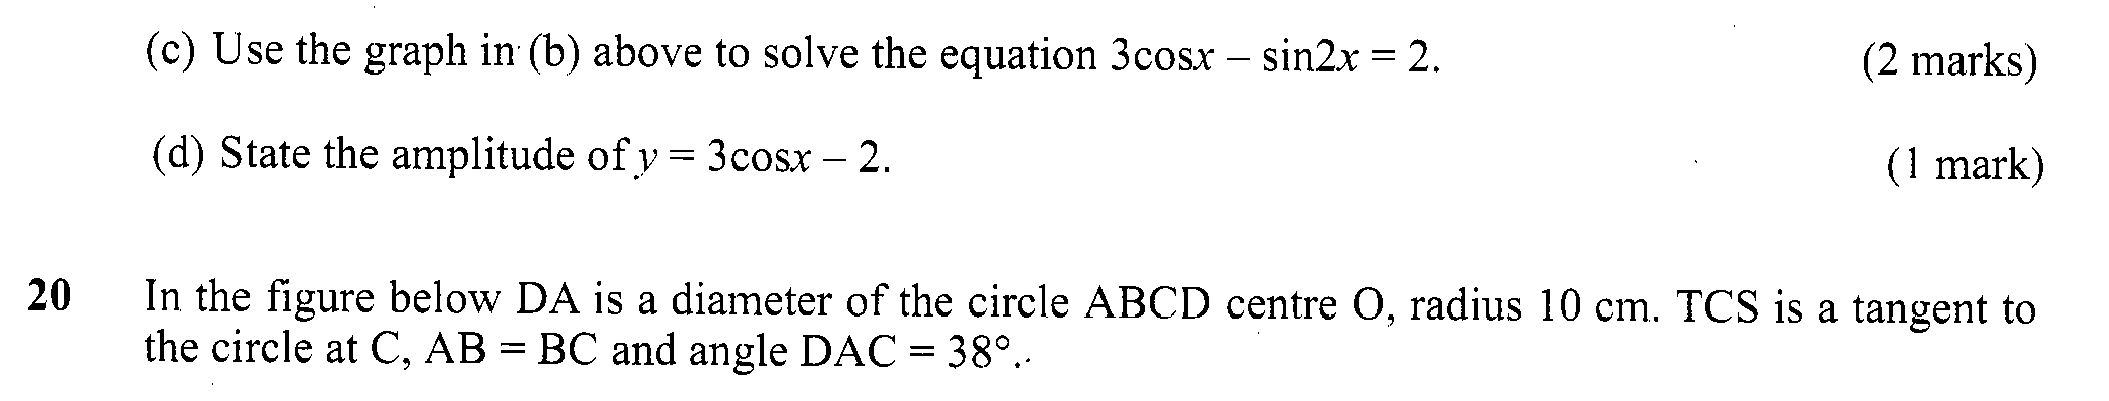 (c) Use the graph in (b) above to solve the equation 3cosx – sin2x = 2. (2 marks)
(d) State the amplitude of y = 3cosx – 2. (1 mark)
20 In the figure below DA is a diameter of the circle ABCD centre O, radius 10 cm. TCS is a tangent to
the circle at C, AB = BC and angle DAC = 38°.